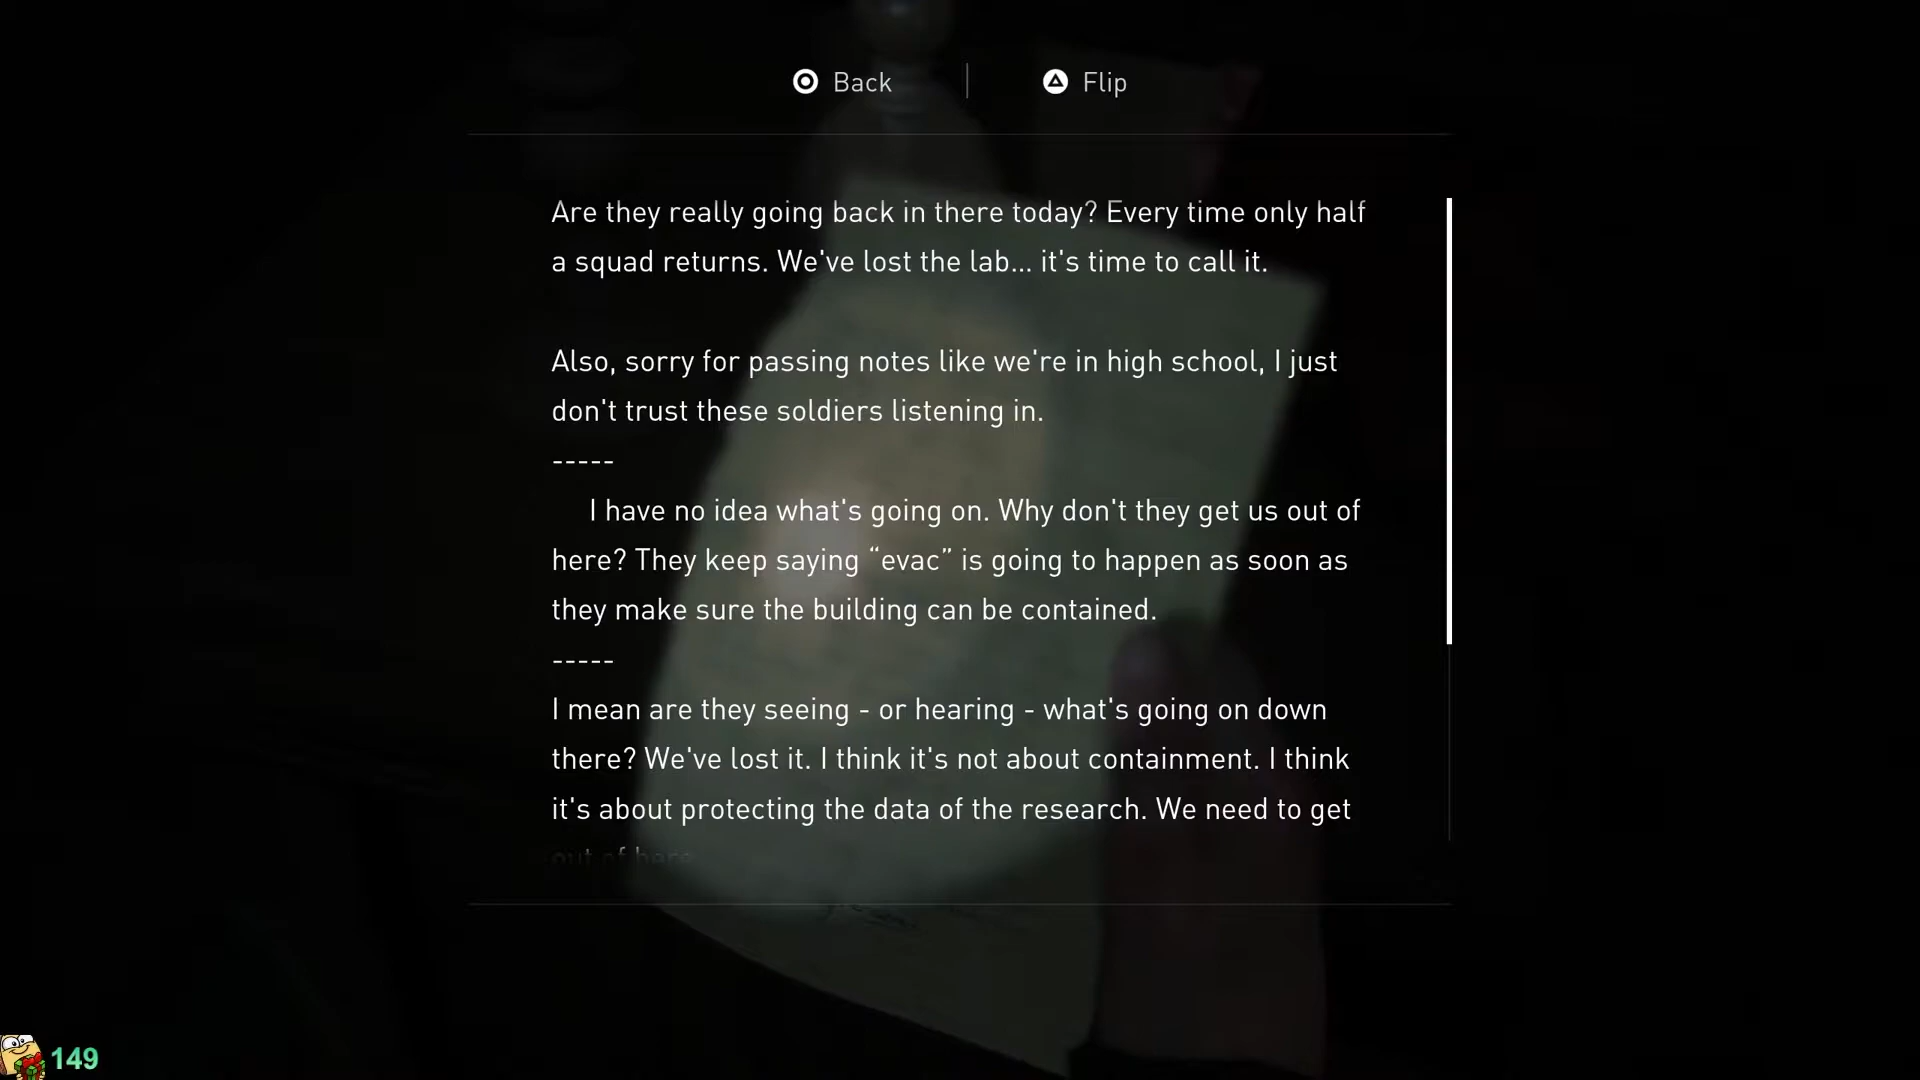 Back
Flip
Are they really going back in there today? Every time only half
a squad returns. We've lost the lab... it's time to call it.
Also, sorry for passing notes like we're in high school, I just
don't trust these soldiers listening in.
-----
I have no idea what's going on. Why don't they get us out of
here? They keep saying “evac” is going to happen as soon as
they make sure the building can be contained.
-----
I mean are they seeing - or hearing - what's going on down
there? We've lost it. I think it's not about containment. I think
it's about protecting the data of the research. We need to get
out of here
149